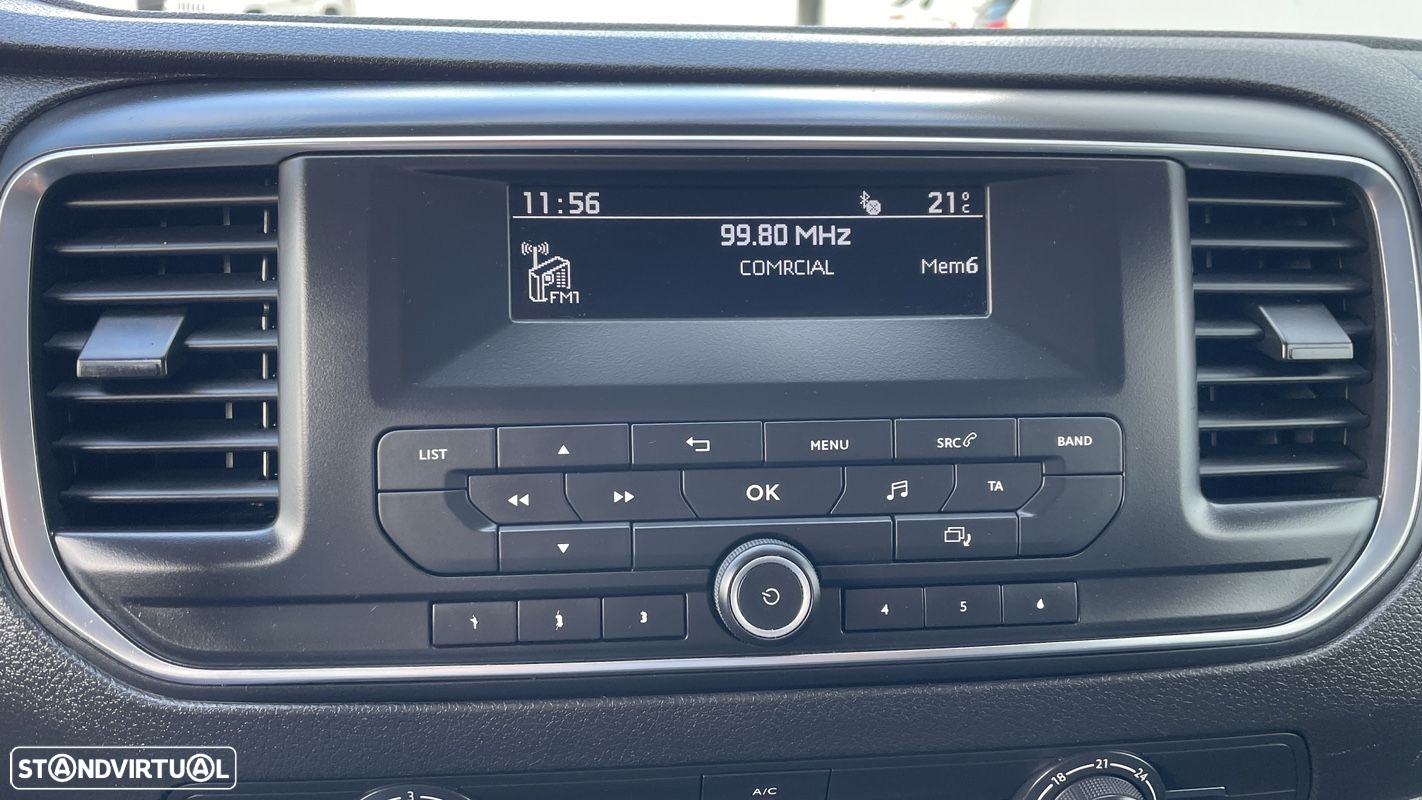 11:56 21°C
99.80 MHz
COMRCIAL Mem6
FM1
LIST MENU SRC BAND
OK TA
3 4 5
STANDVIRTUAL
3 A/C 18 21 24